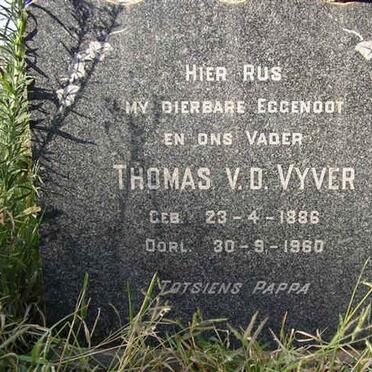 HIER RUS
MY DIERBARE EGGENOOT
EN ONS VADER
THOMAS V.D. VYVER
GEB. 23-4-1886
OORL. 30-9-1960
TOTSIENS PAPPA